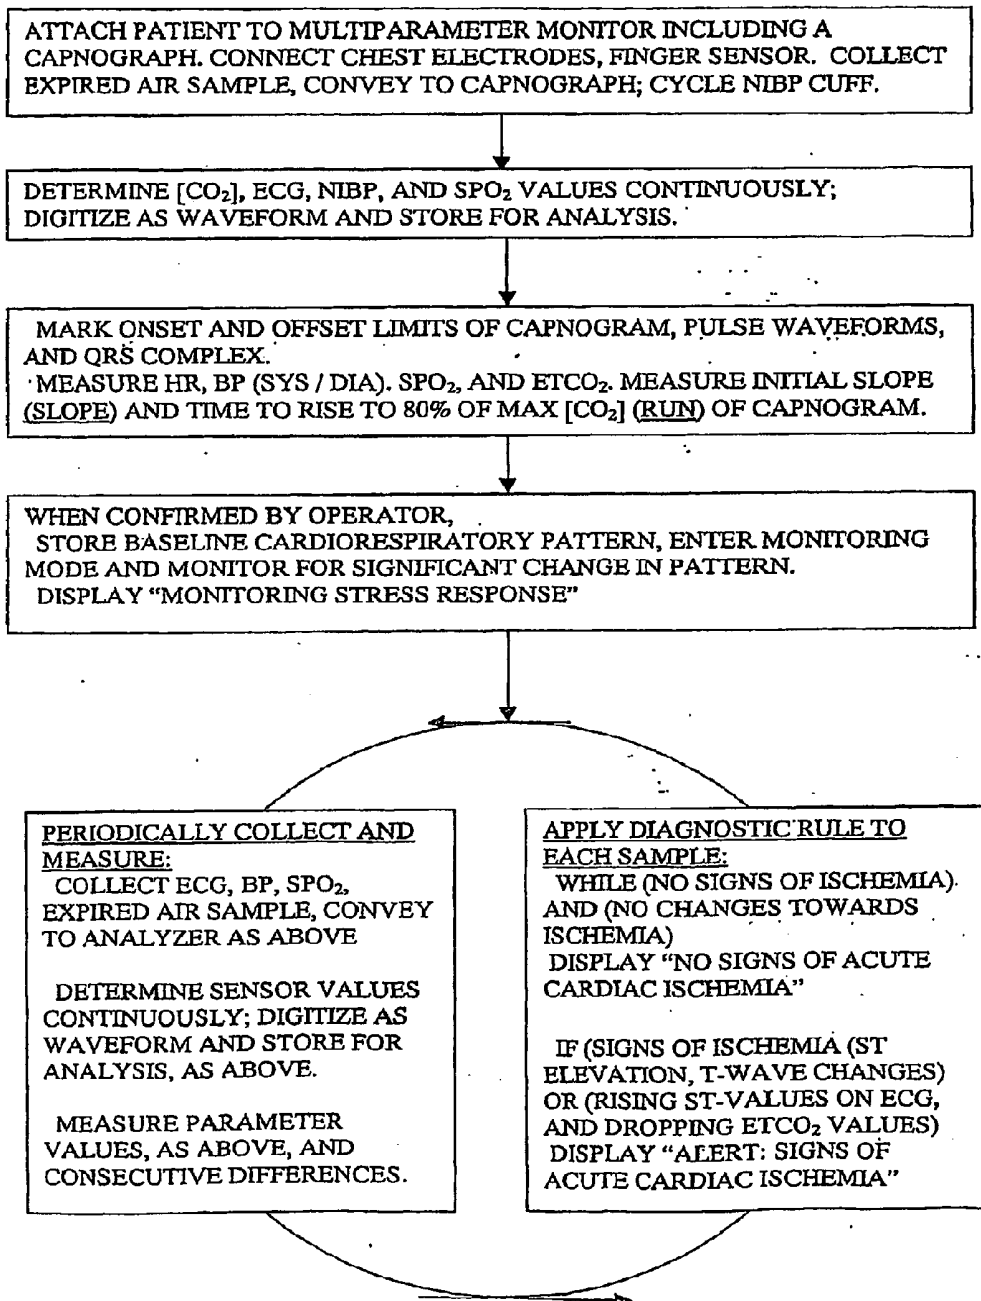 ATTACH PATIENT TO MULTIPARAMETER MONITOR INCLUDING A
CAPNOGRAPH. CONNECT CHEST ELECTRODES, FINGER SENSOR. COLLECT
EXPIRED AIR SAMPLE, CONVEY TO CAPNOGRAPH; CYCLE NIBP CUFF.
DETERMINE [CO₂], ECG, NIBP, AND SPO₂ VALUES CONTINUOUSLY;
DIGITIZE AS WAVEFORM AND STORE FOR ANALYSIS.
MARK ONSET AND OFFSET LIMITS OF CAPNOGRAM, PULSE WAVEFORMS,
AND QRS COMPLEX.
MEASURE HR, BP (SYS / DIA). SPO₂, AND ETCO₂. MEASURE INITIAL SLOPE
(SLOPE) AND TIME TO RISE TO 80% OF MAX [CO₂] (RUN) OF CAPNOGRAM.
WHEN CONFIRMED BY OPERATOR,
STORE BASELINE CARDIORESPIRATORY PATTERN, ENTER MONITORING
MODE AND MONITOR FOR SIGNIFICANT CHANGE IN PATTERN.
DISPLAY “MONITORING STRESS RESPONSE”
PERIODICALLY COLLECT AND
MEASURE:
COLLECT ECG, BP, SPO₂,
EXPIRED AIR SAMPLE, CONVEY
TO ANALYZER AS ABOVE
DETERMINE SENSOR VALUES
CONTINUOUSLY; DIGITIZE AS
WAVEFORM AND STORE FOR
ANALYSIS, AS ABOVE.
MEASURE PARAMETER
VALUES, AS ABOVE, AND
CONSECUTIVE DIFFERENCES.
APPLY DIAGNOSTIC RULE TO
EACH SAMPLE:
WHILE (NO SIGNS OF ISCHEMIA)
AND (NO CHANGES TOWARDS
ISCHEMIA)
DISPLAY “NO SIGNS OF ACUTE
CARDIAC ISCHEMIA”
IF (SIGNS OF ISCHEMIA (ST
ELEVATION, T-WAVE CHANGES)
OR (RISING ST-VALUES ON ECG,
AND DROPPING ETCO₂ VALUES)
DISPLAY “ALERT: SIGNS OF
ACUTE CARDIAC ISCHEMIA”